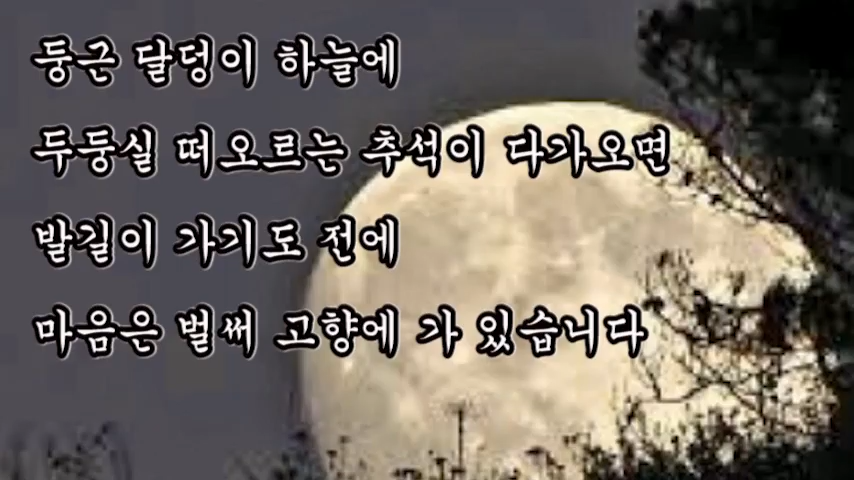 둥근 달덩이 하늘에
두둥실 떠오르는 추석이 다가오면
발길이 가기도 전에
마음은 벌써 고향에 가 있습니다